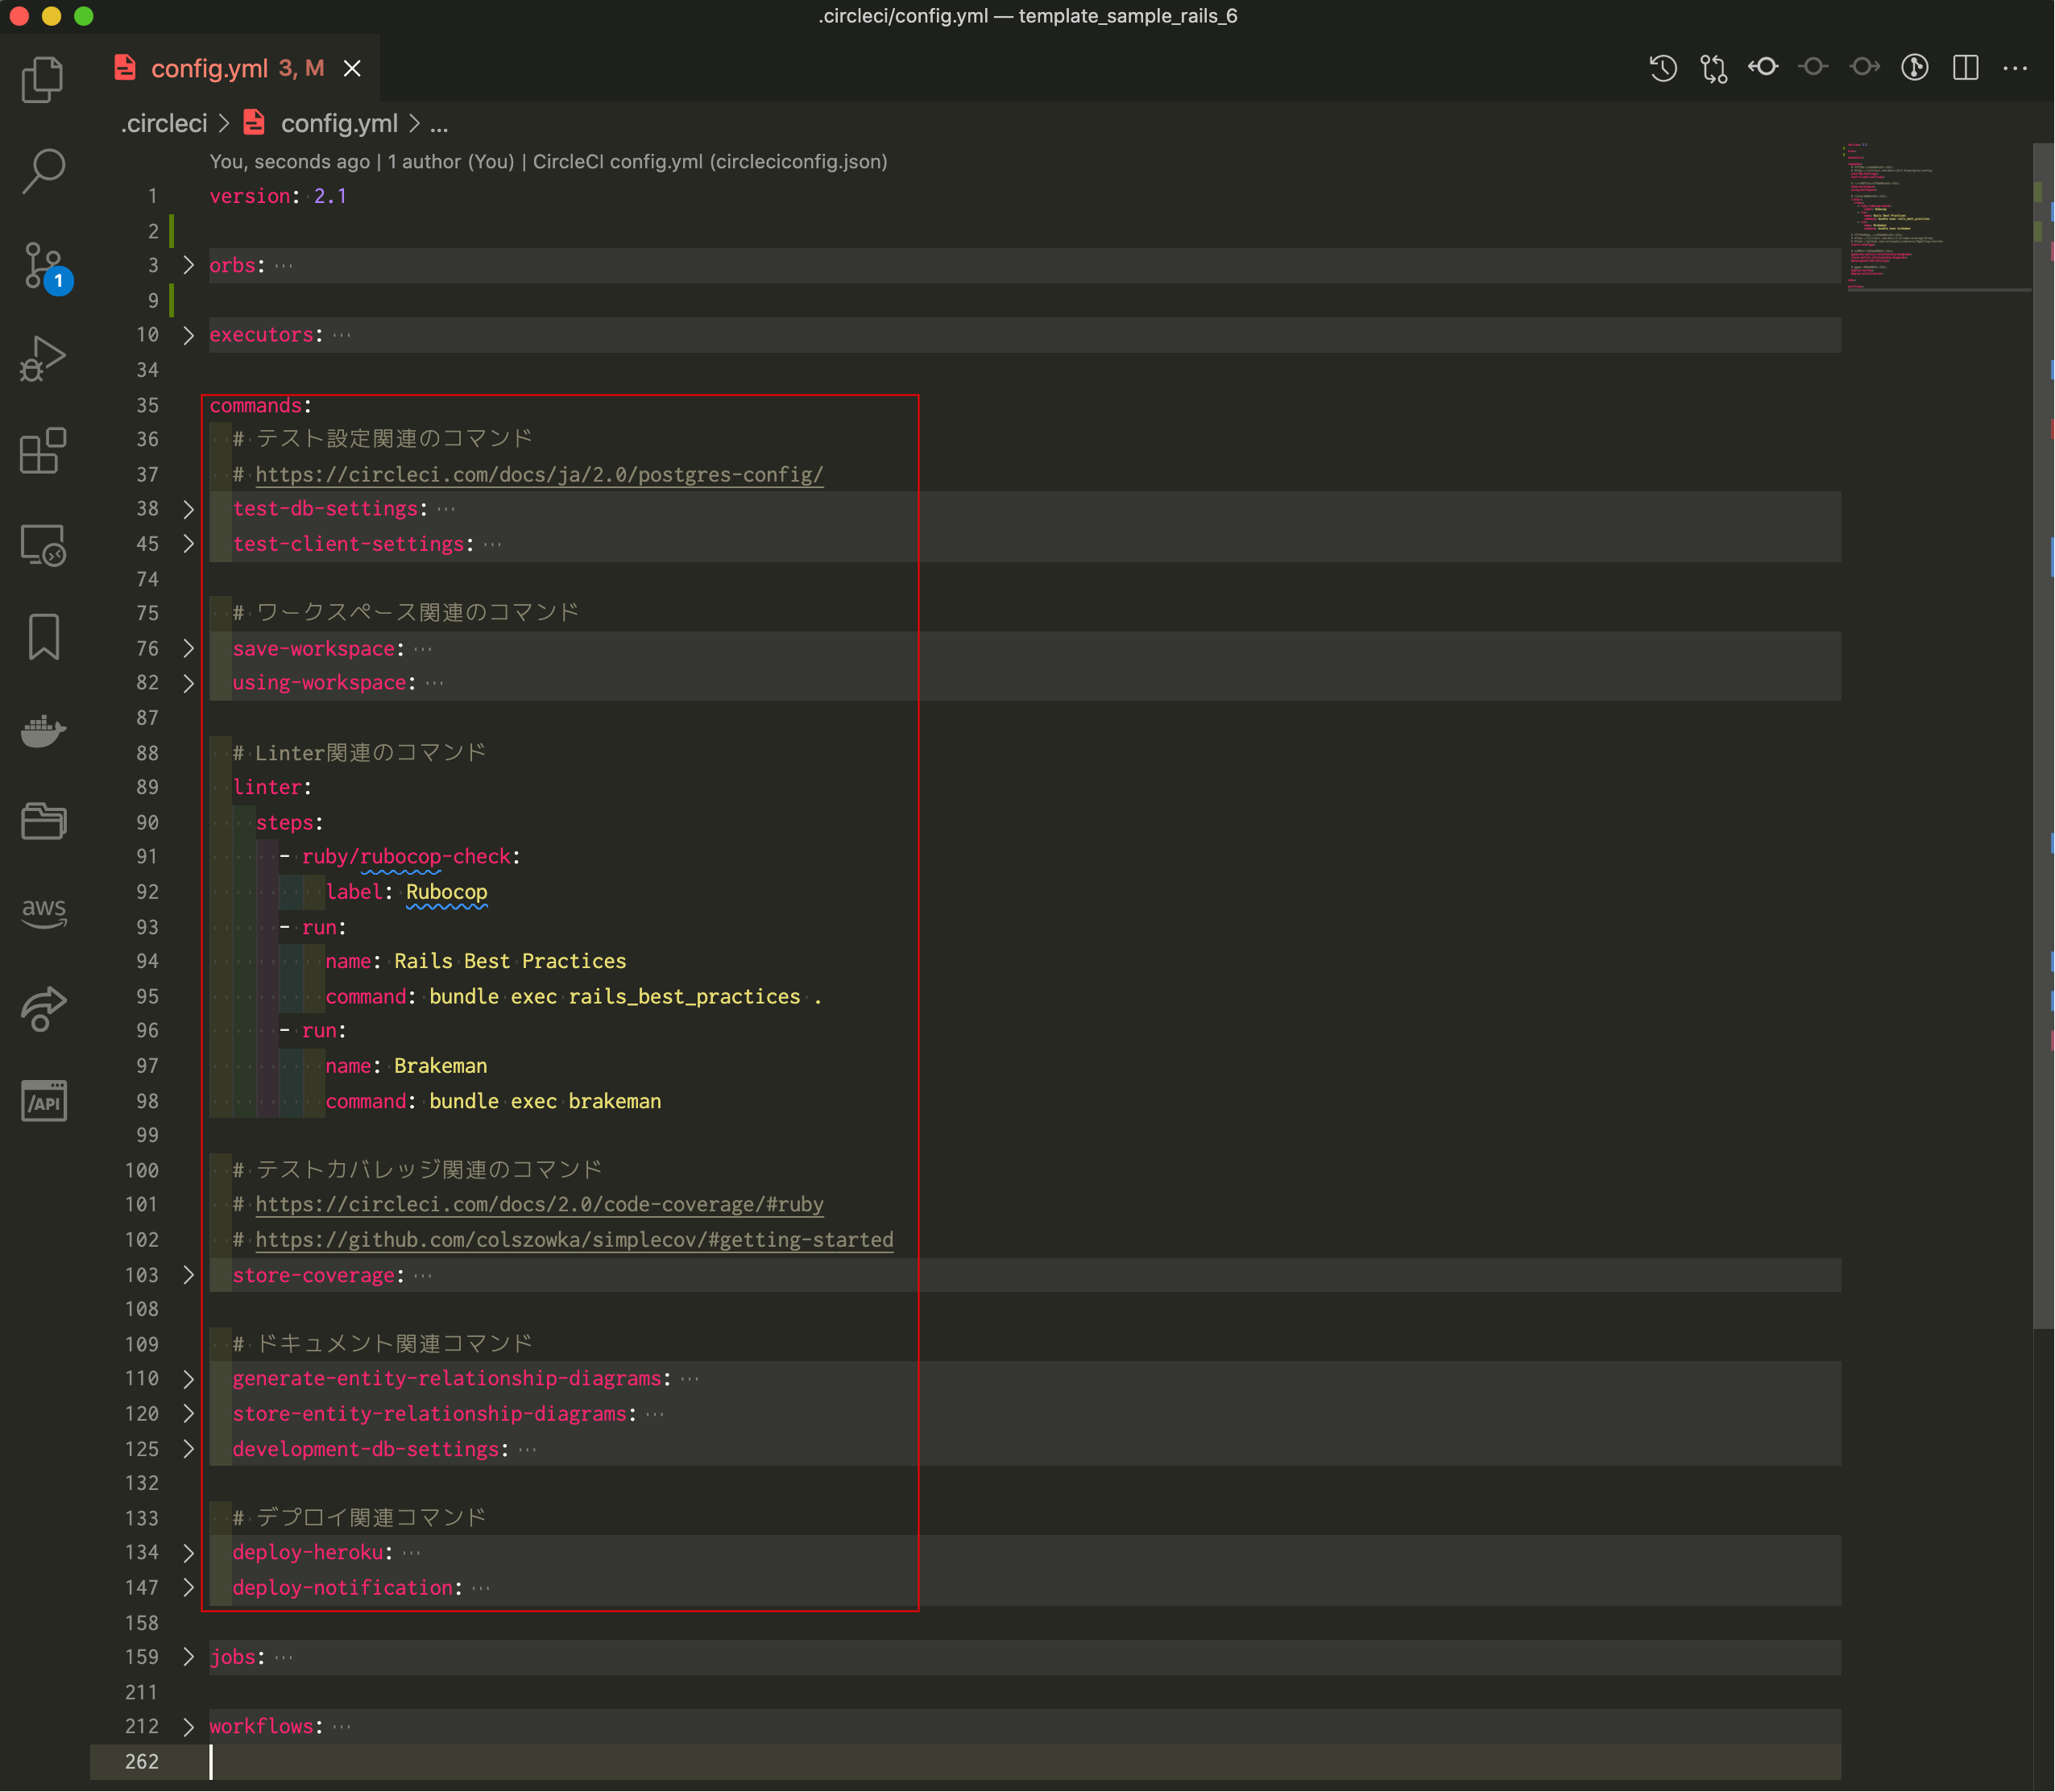 .circleci/config.yml — template_sample_rails_6
config.yml 3, M
.circleci > config.yml > ...
You, seconds ago | 1 author (You) | CircleCI config.yml (circleciconfig.json)
1 version: 2.1
2
3 orbs: ...
9
10 executors: ...
34
35 commands:
36 # テスト設定関連のコマンド
37 # https://circleci.com/docs/ja/2.0/postgres-config/
38 test-db-settings: ...
45 test-client-settings: ...
74
75 # ワークスペース関連のコマンド
76 save-workspace: ...
82 using-workspace: ...
87
88 # Linter関連のコマンド
89 linter:
90 steps:
91 - ruby/rubocop-check:
92 label: Rubocop
93 - run:
94 name: Rails Best Practices
95 command: bundle exec rails_best_practices .
96 - run:
97 name: Brakeman
98 command: bundle exec brakeman
99
100 # テストカバレッジ関連のコマンド
101 # https://circleci.com/docs/2.0/code-coverage/#ruby
102 # https://github.com/colszowka/simplecov/#getting-started
103 store-coverage: ...
108
109 # ドキュメント関連コマンド
110 generate-entity-relationship-diagrams: ...
120 store-entity-relationship-diagrams: ...
125 development-db-settings: ...
132
133 # デプロイ関連コマンド
134 deploy-heroku: ...
147 deploy-notification: ...
158
159 jobs: ...
211
212 workflows: ...
262
1
aws
/API